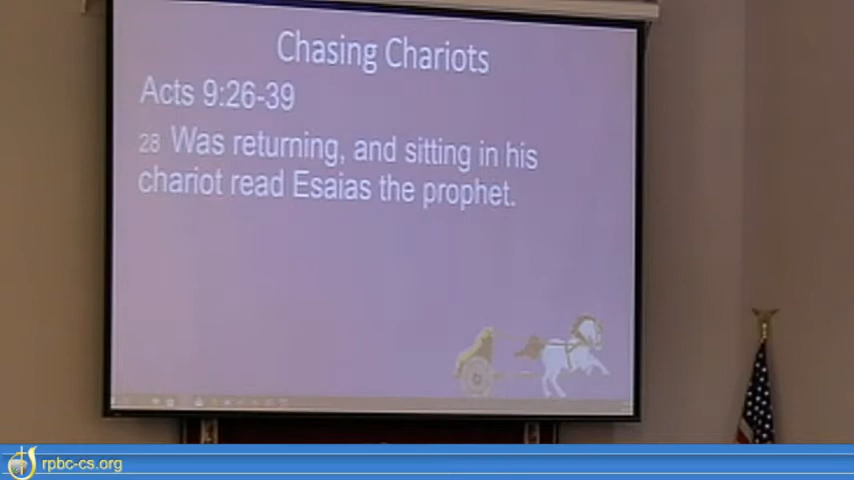 Chasing Chariots
Acts 9:26-39
28 Was returning, and sitting in his
chariot read Esaias the prophet.
rpbc-cs.org